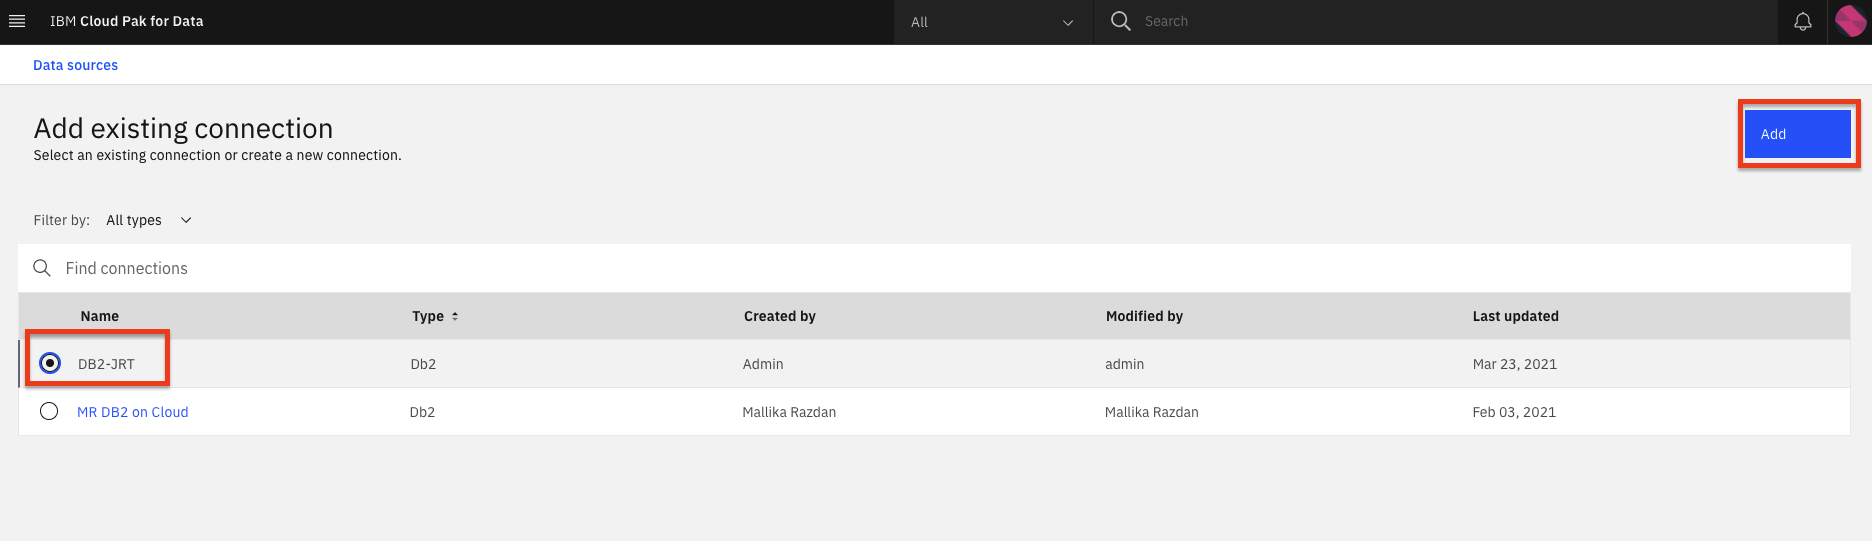 IBM Cloud Pak for Data All Search
Data sources
Add existing connection
Select an existing connection or create a new connection.
Add
Filter by: All types
Find connections
Name Type Created by Modified by Last updated
DB2-JRT Db2 Admin admin Mar 23, 2021
MR DB2 on Cloud Db2 Mallika Razdan Mallika Razdan Feb 03, 2021